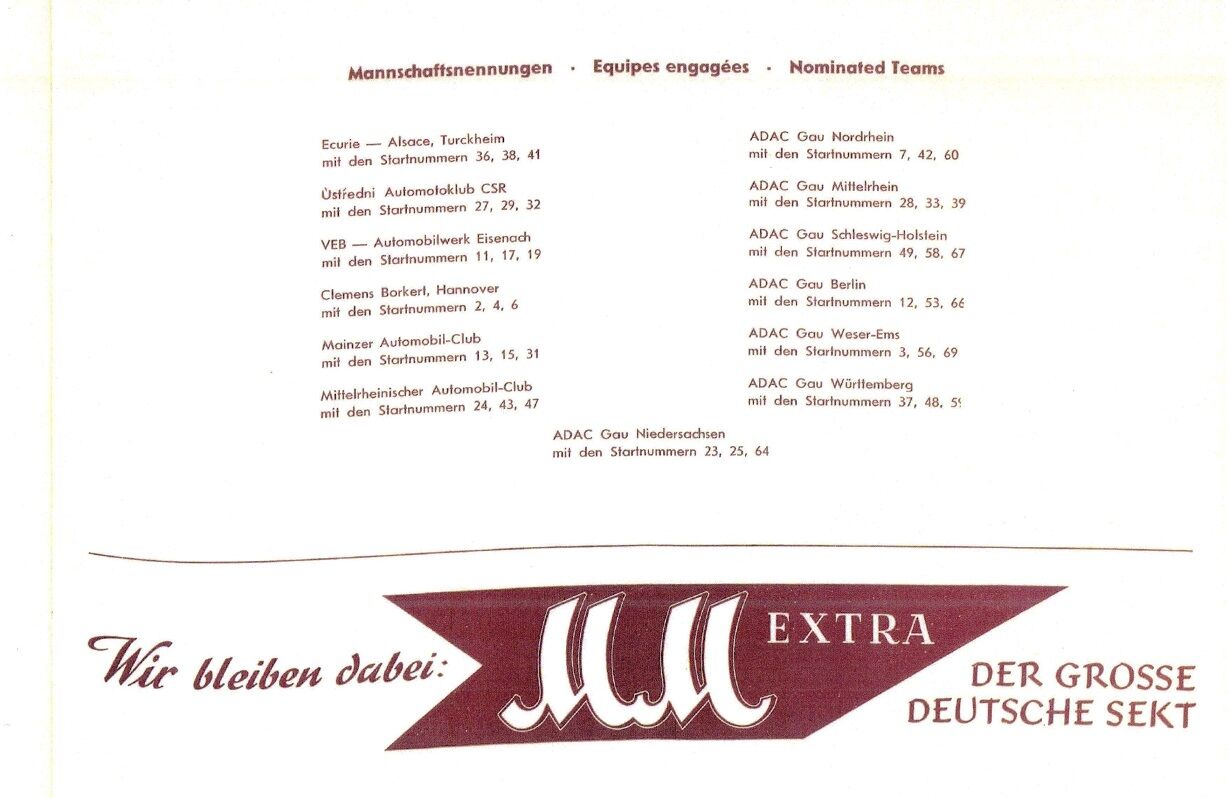 Mannschaftsnennungen · Equipes engagées · Nominated Teams
Ecurie — Alsace, Turckheim
mit den Startnummern 36, 38, 41
Ùstředni Automotoklub CSR
mit den Startnummern 27, 29, 32
VEB — Automobilwerk Eisenach
mit den Startnummern 11, 17, 19
Clemens Borkert, Hannover
mit den Startnummern 2, 4, 6
Mainzer Automobil-Club
mit den Startnummern 13, 15, 31
Mittelrheinischer Automobil-Club
mit den Startnummern 24, 43, 47
ADAC Gau Nordrhein
mit den Startnummern 7, 42, 60
ADAC Gau Mittelrhein
mit den Startnummern 28, 33, 39
ADAC Gau Schleswig-Holstein
mit den Startnummern 49, 58, 67
ADAC Gau Berlin
mit den Startnummern 12, 53, 66
ADAC Gau Weser-Ems
mit den Startnummern 3, 56, 69
ADAC Gau Württemberg
mit den Startnummern 37, 48,
ADAC Gau Niedersachsen
mit den Startnummern 23, 25, 64
Wir bleiben dabei:
MM EXTRA
DER GROSSE
DEUTSCHE SEKT